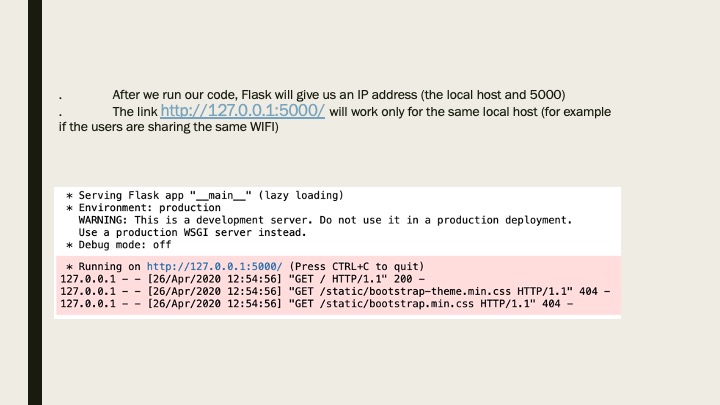 . After we run our code, Flask will give us an IP address (the local host and 5000)
. The link http://127.0.0.1:5000/ will work only for the same local host (for example
if the users are sharing the same WIFI)
* Serving Flask app "__main__" (lazy loading)
* Environment: production
WARNING: This is a development server. Do not use it in a production deployment.
Use a production WSGI server instead.
* Debug mode: off
* Running on http://127.0.0.1:5000/ (Press CTRL+C to quit)
127.0.0.1 - - [26/Apr/2020 12:54:56] "GET / HTTP/1.1" 200 -
127.0.0.1 - - [26/Apr/2020 12:54:56] "GET /static/bootstrap-theme.min.css HTTP/1.1" 404 -
127.0.0.1 - - [26/Apr/2020 12:54:56] "GET /static/bootstrap.min.css HTTP/1.1" 404 -